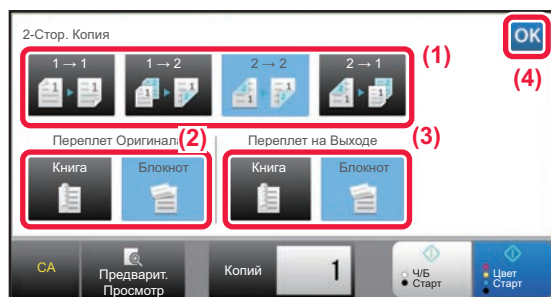 2-Стор. Копия
OK
(1)
(4)
1 → 1
1 → 2
2 → 2
2 → 1
Переплет Оригинала
(2)
Переплет на Выходе
(3)
Книга
Блокнот
Книга
Блокнот
CA
Предварит.
Просмотр
Копий
1
Ч/Б
Старт
Цвет
Старт